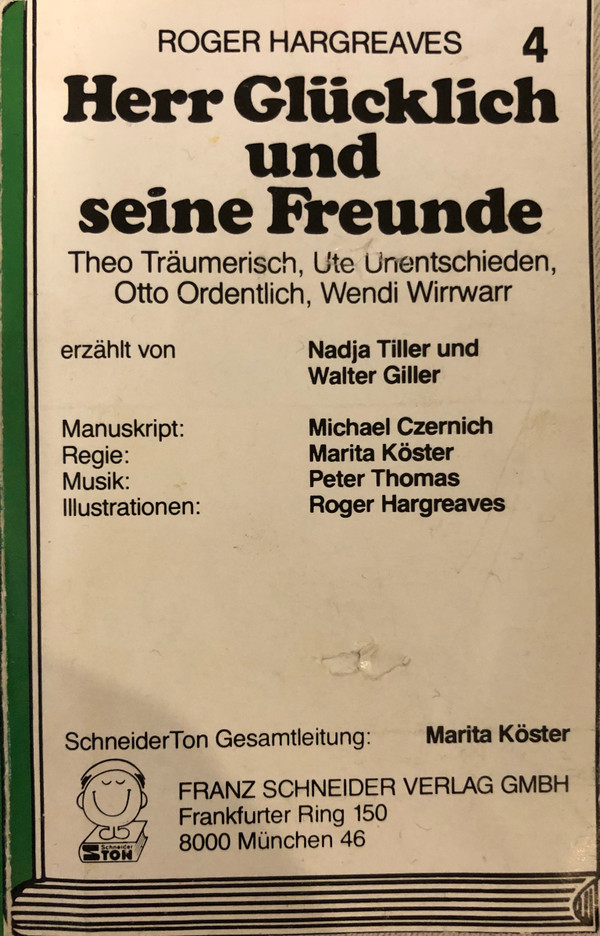 ROGER HARGREAVES 4
Herr Glücklich
und
seine Freunde
Theo Träumerisch, Ute Unentschieden,
Otto Ordentlich, Wendi Wirrwarr
erzählt von Nadja Tiller und
Walter Giller
Manuskript: Michael Czernich
Regie: Marita Köster
Musik: Peter Thomas
Illustrationen: Roger Hargreaves
SchneiderTon Gesamtleitung: Marita Köster
FRANZ SCHNEIDER VERLAG GMBH
Frankfurter Ring 150
8000 München 46
Schneider
TON